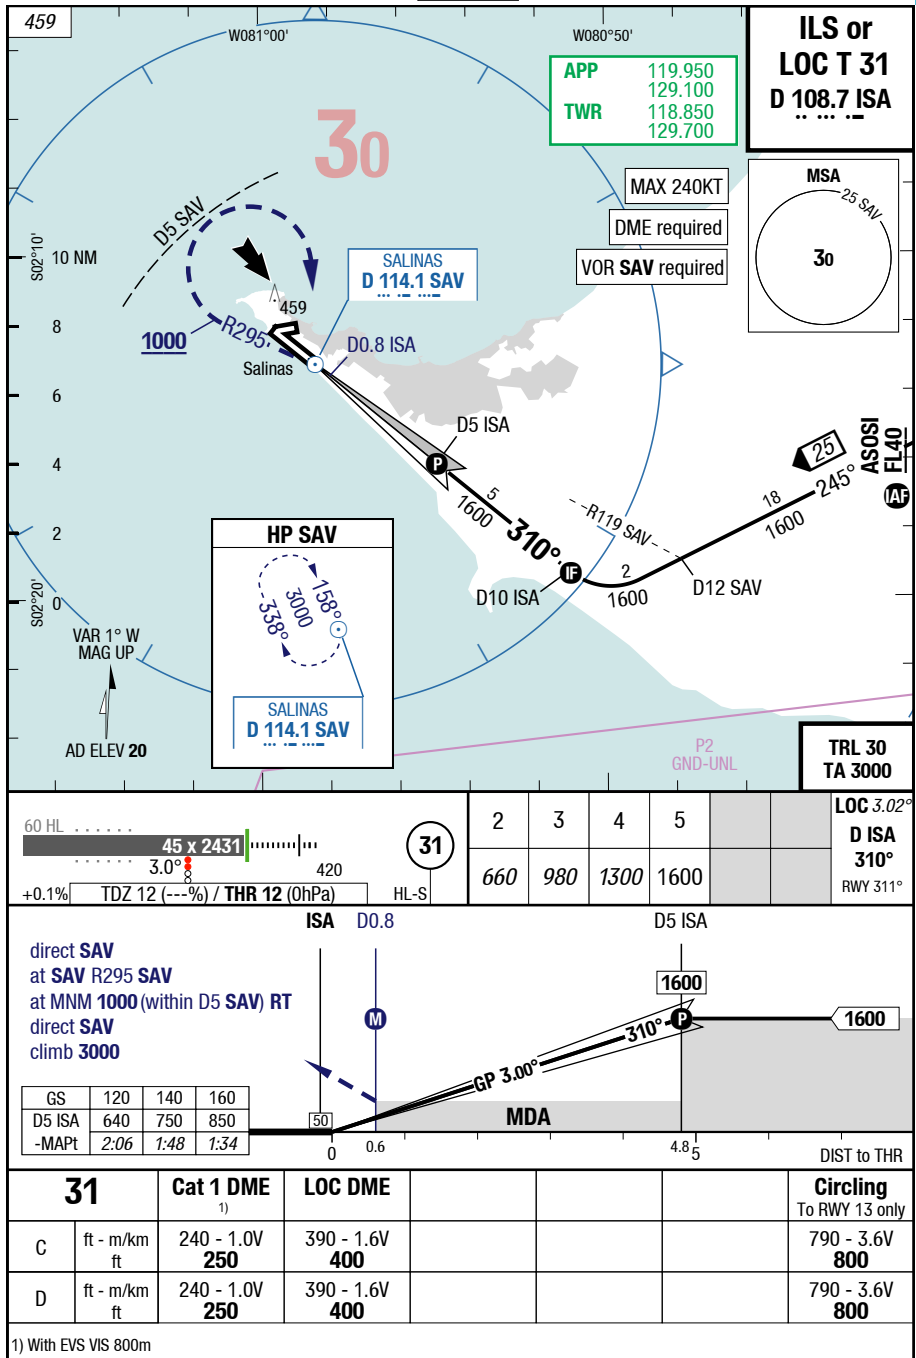 459
W081°00'
W080°50'
ILS or
LOC T 31
D 108.7 ISA
APP 119.950
129.100
TWR 118.850
129.700
30
MAX 240KT
DME required
VOR SAV required
MSA
25 SAV
30
D5 SAV
S02°10'
10 NM
8
6
4
2
0
S02°20'
SALINAS
D 114.1 SAV
459
1000
R295
Salinas
D0.8 ISA
D5 ISA
P
5
1600
310°
R119 SAV
IF
D10 ISA
2
1600
D12 SAV
18
1600
245°
25
ASOSI
FL40
IAF
HP SAV
158°
3000
338°
SALINAS
D 114.1 SAV
VAR 1° W
MAG UP
AD ELEV 20
P2
GND-UNL
TRL 30
TA 3000
60 HL
45 x 2431
3.0°
420
+0.1%
TDZ 12 (---%) / THR 12 (0hPa)
HL-S
31
2 3 4 5
660 980 1300 1600
LOC 3.02°
D ISA
310°
RWY 311°
ISA D0.8 D5 ISA
direct SAV
at SAV R295 SAV
at MNM 1000 (within D5 SAV) RT
direct SAV
climb 3000
M
1600
310°
P
1600
GP 3.00°
MDA
50
GS 120 140 160
D5 ISA 640 750 850
-MAPt 2:06 1:48 1:34
0 0.6 4.8 5
DIST to THR
31 Cat 1 DME LOC DME Circling
1) To RWY 13 only
C ft - m/km 240 - 1.0V 390 - 1.6V 790 - 3.6V
ft 250 400 800
D ft - m/km 240 - 1.0V 390 - 1.6V 790 - 3.6V
ft 250 400 800
1) With EVS VIS 800m